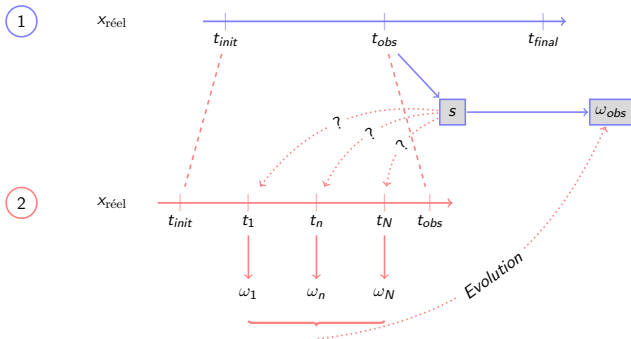 1 x_réel
t_init t_obs t_final
s ω_obs
? ? ?
2 x_réel
t_init t_1 t_n t_N t_obs
ω_1 ω_n ω_N
Evolution